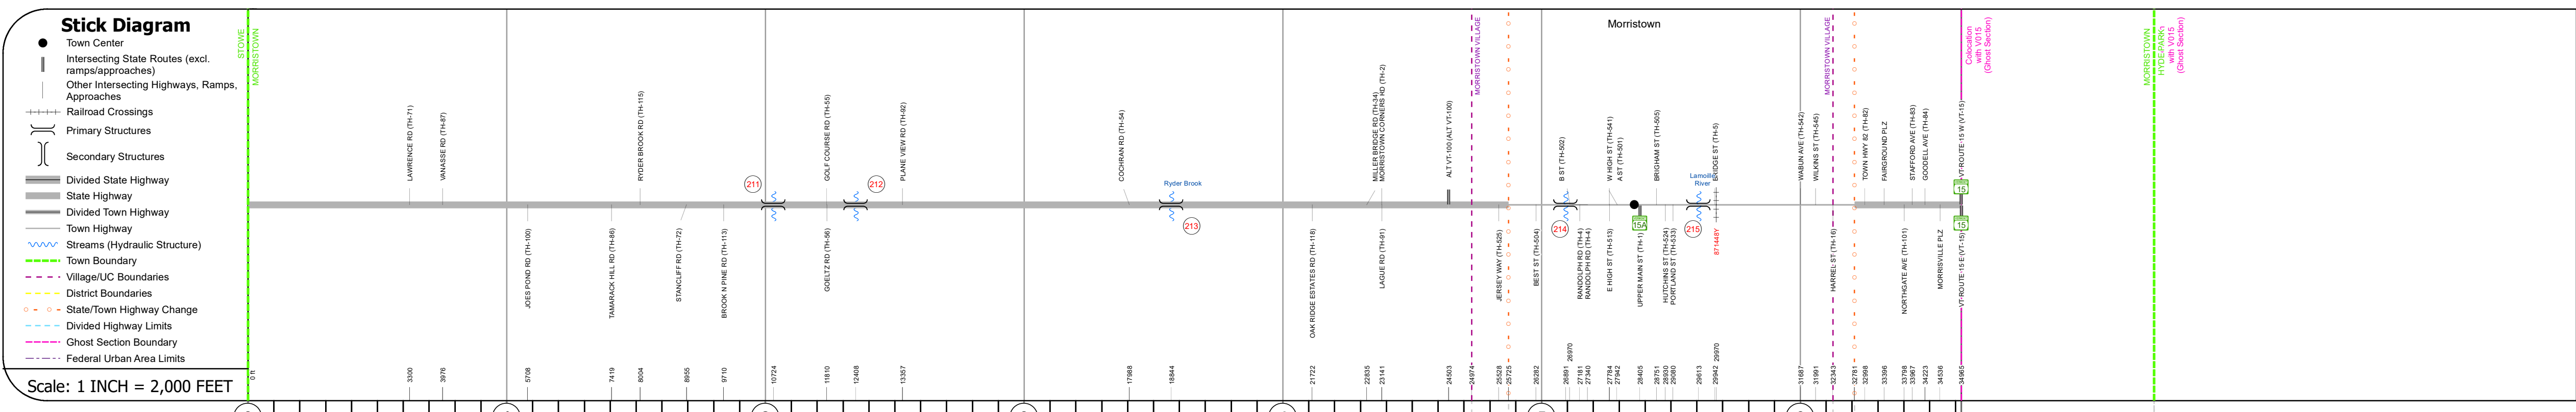 Stick Diagram
Town Center
Intersecting State Routes (excl.
ramps/approaches)
Other Intersecting Highways, Ramps,
Approaches
Railroad Crossings
Primary Structures
Secondary Structures
Divided State Highway
State Highway
Divided Town Highway
Town Highway
Streams (Hydraulic Structure)
Town Boundary
Village/UC Boundaries
District Boundaries
State/Town Highway Change
Divided Highway Limits
Ghost Section Boundary
Federal Urban Area Limits
Scale: 1 INCH = 2,000 FEET
STOWE
MORRISTOWN
Morristown
LAWRENCE RD (TH-71)
VANASSE RD (TH-87)
RYDER BROOK RD (TH-115)
211
GOLF COURSE RD (TH-55)
212
PLANE VIEW RD (TH-92)
COCHRAN RD (TH-54)
Ryder Brook
213
MILLER BRIDGE RD (TH-34)
MORRISTOWN CORNERS RD (TH-2)
ALT VT-100 (ALT VT-100)
MORRISTOWN VILLAGE
B ST (TH-502)
214
W HIGH ST (TH-541)
A ST (TH-501)
15A
BRIGHAM ST (TH-505)
Lamoille
River
215
BRIDGE ST (TH-5)
871448Y
WABUN AVE (TH-542)
WILKINS ST (TH-545)
MORRISTOWN VILLAGE
TOWN HWY 82 (TH-82)
FAIRGROUND PLZ
STAFFORD AVE (TH-83)
GOODELL AVE (TH-84)
VT-ROUTE-15 W (VT-15)
15
15
Colocation
with V015
(Ghost Section)
MORRISTOWN
HYDE PARK
with V015
(Ghost Section)
JOES POND RD (TH-100)
TAMARACK HILL RD (TH-86)
STANCLIFF RD (TH-72)
BROOK N PINE RD (TH-113)
GOELTZ RD (TH-56)
OAK RIDGE ESTATES RD (TH-118)
LAGUE RD (TH-91)
JERSEY WAY (TH-525)
BEST ST (TH-504)
RANDOLPH RD (TH-4)
RANDOLPH RD (TH-4)
E HIGH ST (TH-513)
UPPER MAIN ST (TH-1)
HUTCHINS ST (TH-524)
PORTLAND ST (TH-533)
HARREL ST (TH-16)
NORTHGATE AVE (TH-101)
MORRISVILLE PLZ
VT-ROUTE-15 E (VT-15)
0 ft
3300
3976
5708
7419
8004
8955
9710
10724
11810
12408
13357
17988
18844
21722
22835
23141
24503
24974
25528
25725
26282
26891
26970
27181
27340
27784
27942
28405
28751
28930
29080
29613
29942
29970
31687
31991
32343
32781
32998
33396
33798
33967
34223
34536
34965